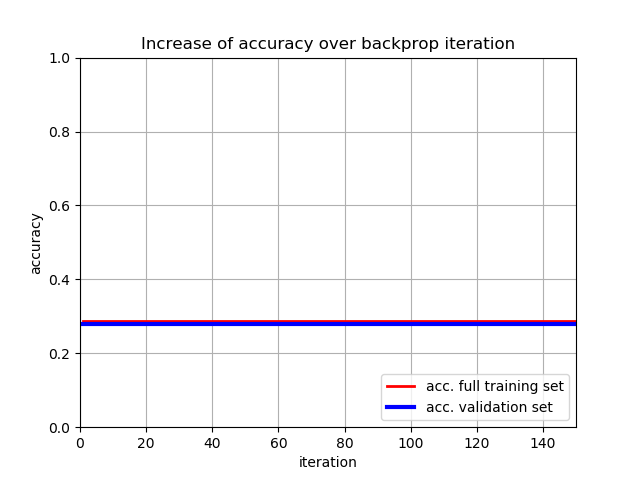 Increase of accuracy over backprop iteration
1.0
0.8
0.6
0.4
0.2
0.0
accuracy
acc. full training set
acc. validation set
0 20 40 60 80 100 120 140
iteration